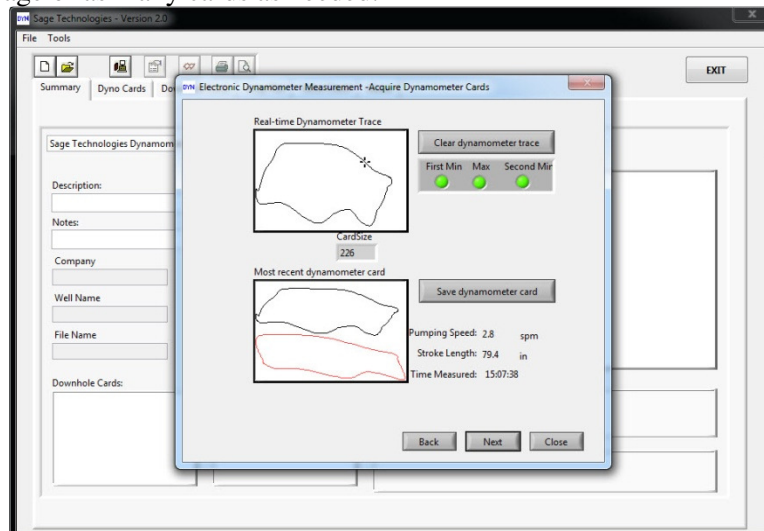 Sage Technologies - Version 2.0
File Tools
EXIT
Summary Dyno Cards
Sage Technologies Dynamom
Description:
Notes:
Company
Well Name
File Name
Downhole Cards:
DYN Electronic Dynamometer Measurement -Acquire Dynamometer Cards
Real-time Dynamometer Trace
Clear dynamometer trace
First Min Max Second Min
CardSize
226
Most recent dynamometer card
Save dynamometer card
Pumping Speed: 2.8 spm
Stroke Length: 79.4 in
Time Measured: 15:07:38
Back Next Close